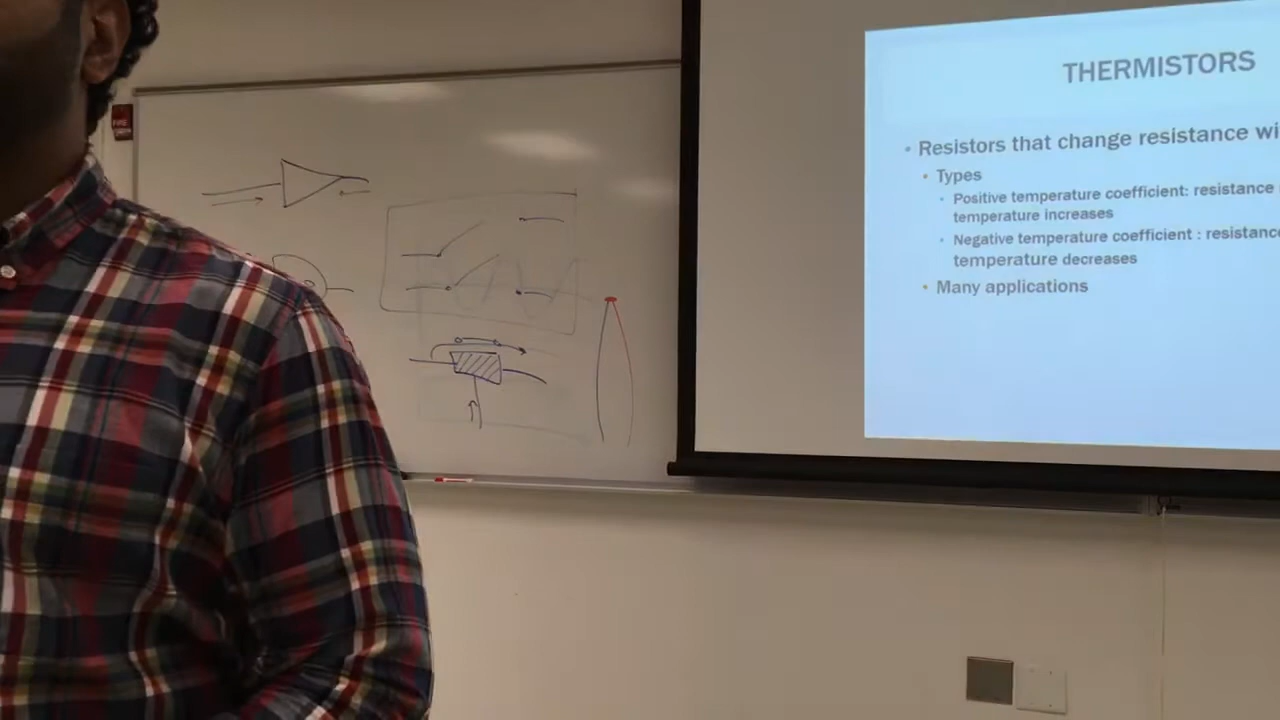 FIRE
THERMISTORS
• Resistors that change resistance
• Types
• Positive temperature coefficient: resistance
temperature increases
• Negative temperature coefficient : resistance
temperature decreases
• Many applications